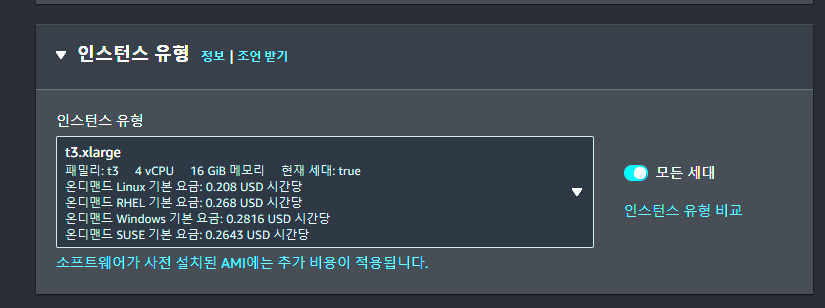 인스턴스 유형 정보 | 조언 받기
인스턴스 유형
t3.xlarge
패밀리: t3 4 vCPU 16 GiB 메모리 현재 세대: true
온디맨드 Linux 기본 요금: 0.208 USD 시간당
온디맨드 RHEL 기본 요금: 0.268 USD 시간당
온디맨드 Windows 기본 요금: 0.2816 USD 시간당
온디맨드 SUSE 기본 요금: 0.2643 USD 시간당
모든 세대
인스턴스 유형 비교
소프트웨어가 사전 설치된 AMI에는 추가 비용이 적용됩니다.